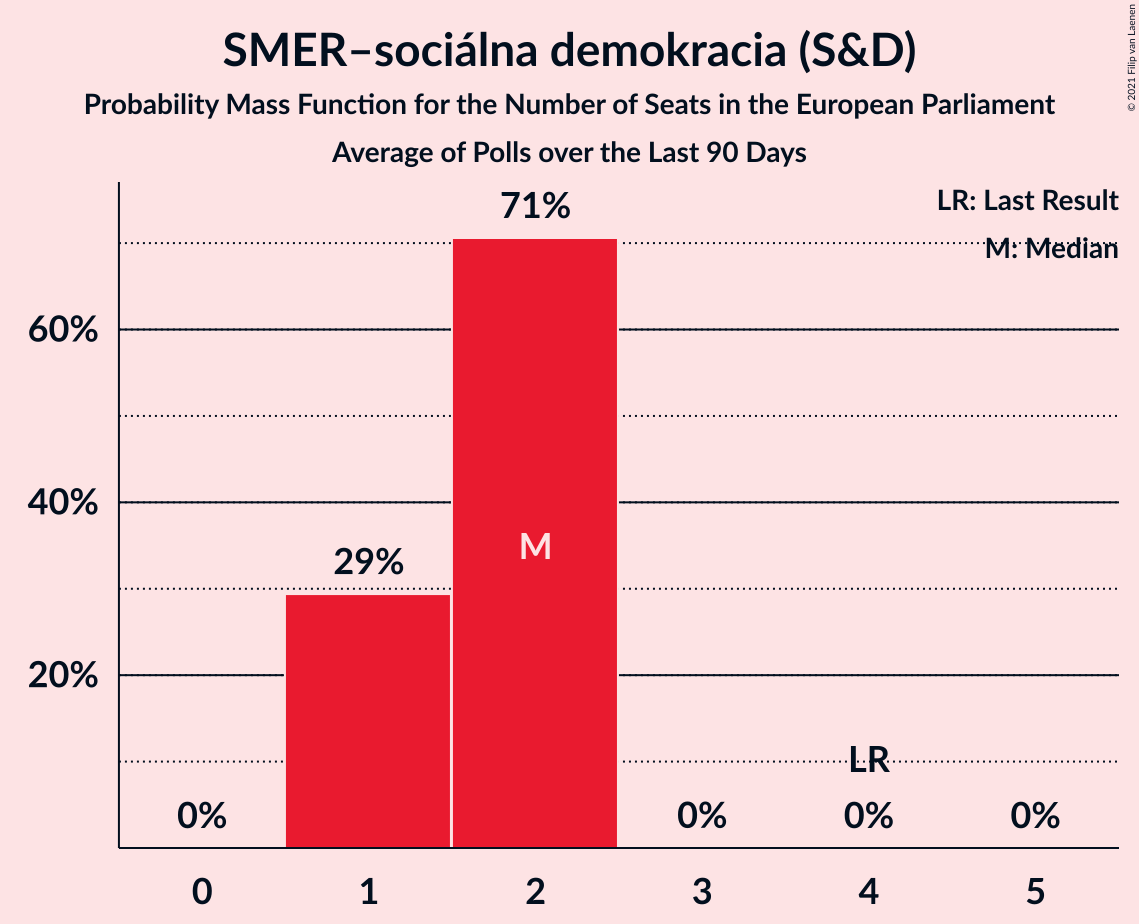 SMER–sociálna demokracia (S&D)
Probability Mass Function for the Number of Seats in the European Parliament
Average of Polls over the Last 90 Days
© 2021 Filip van Laenen
LR: Last Result
M: Median
71%
60%
40%
M
29%
20%
LR
0%
0%
0%
0%
0
1
2
3
4
5